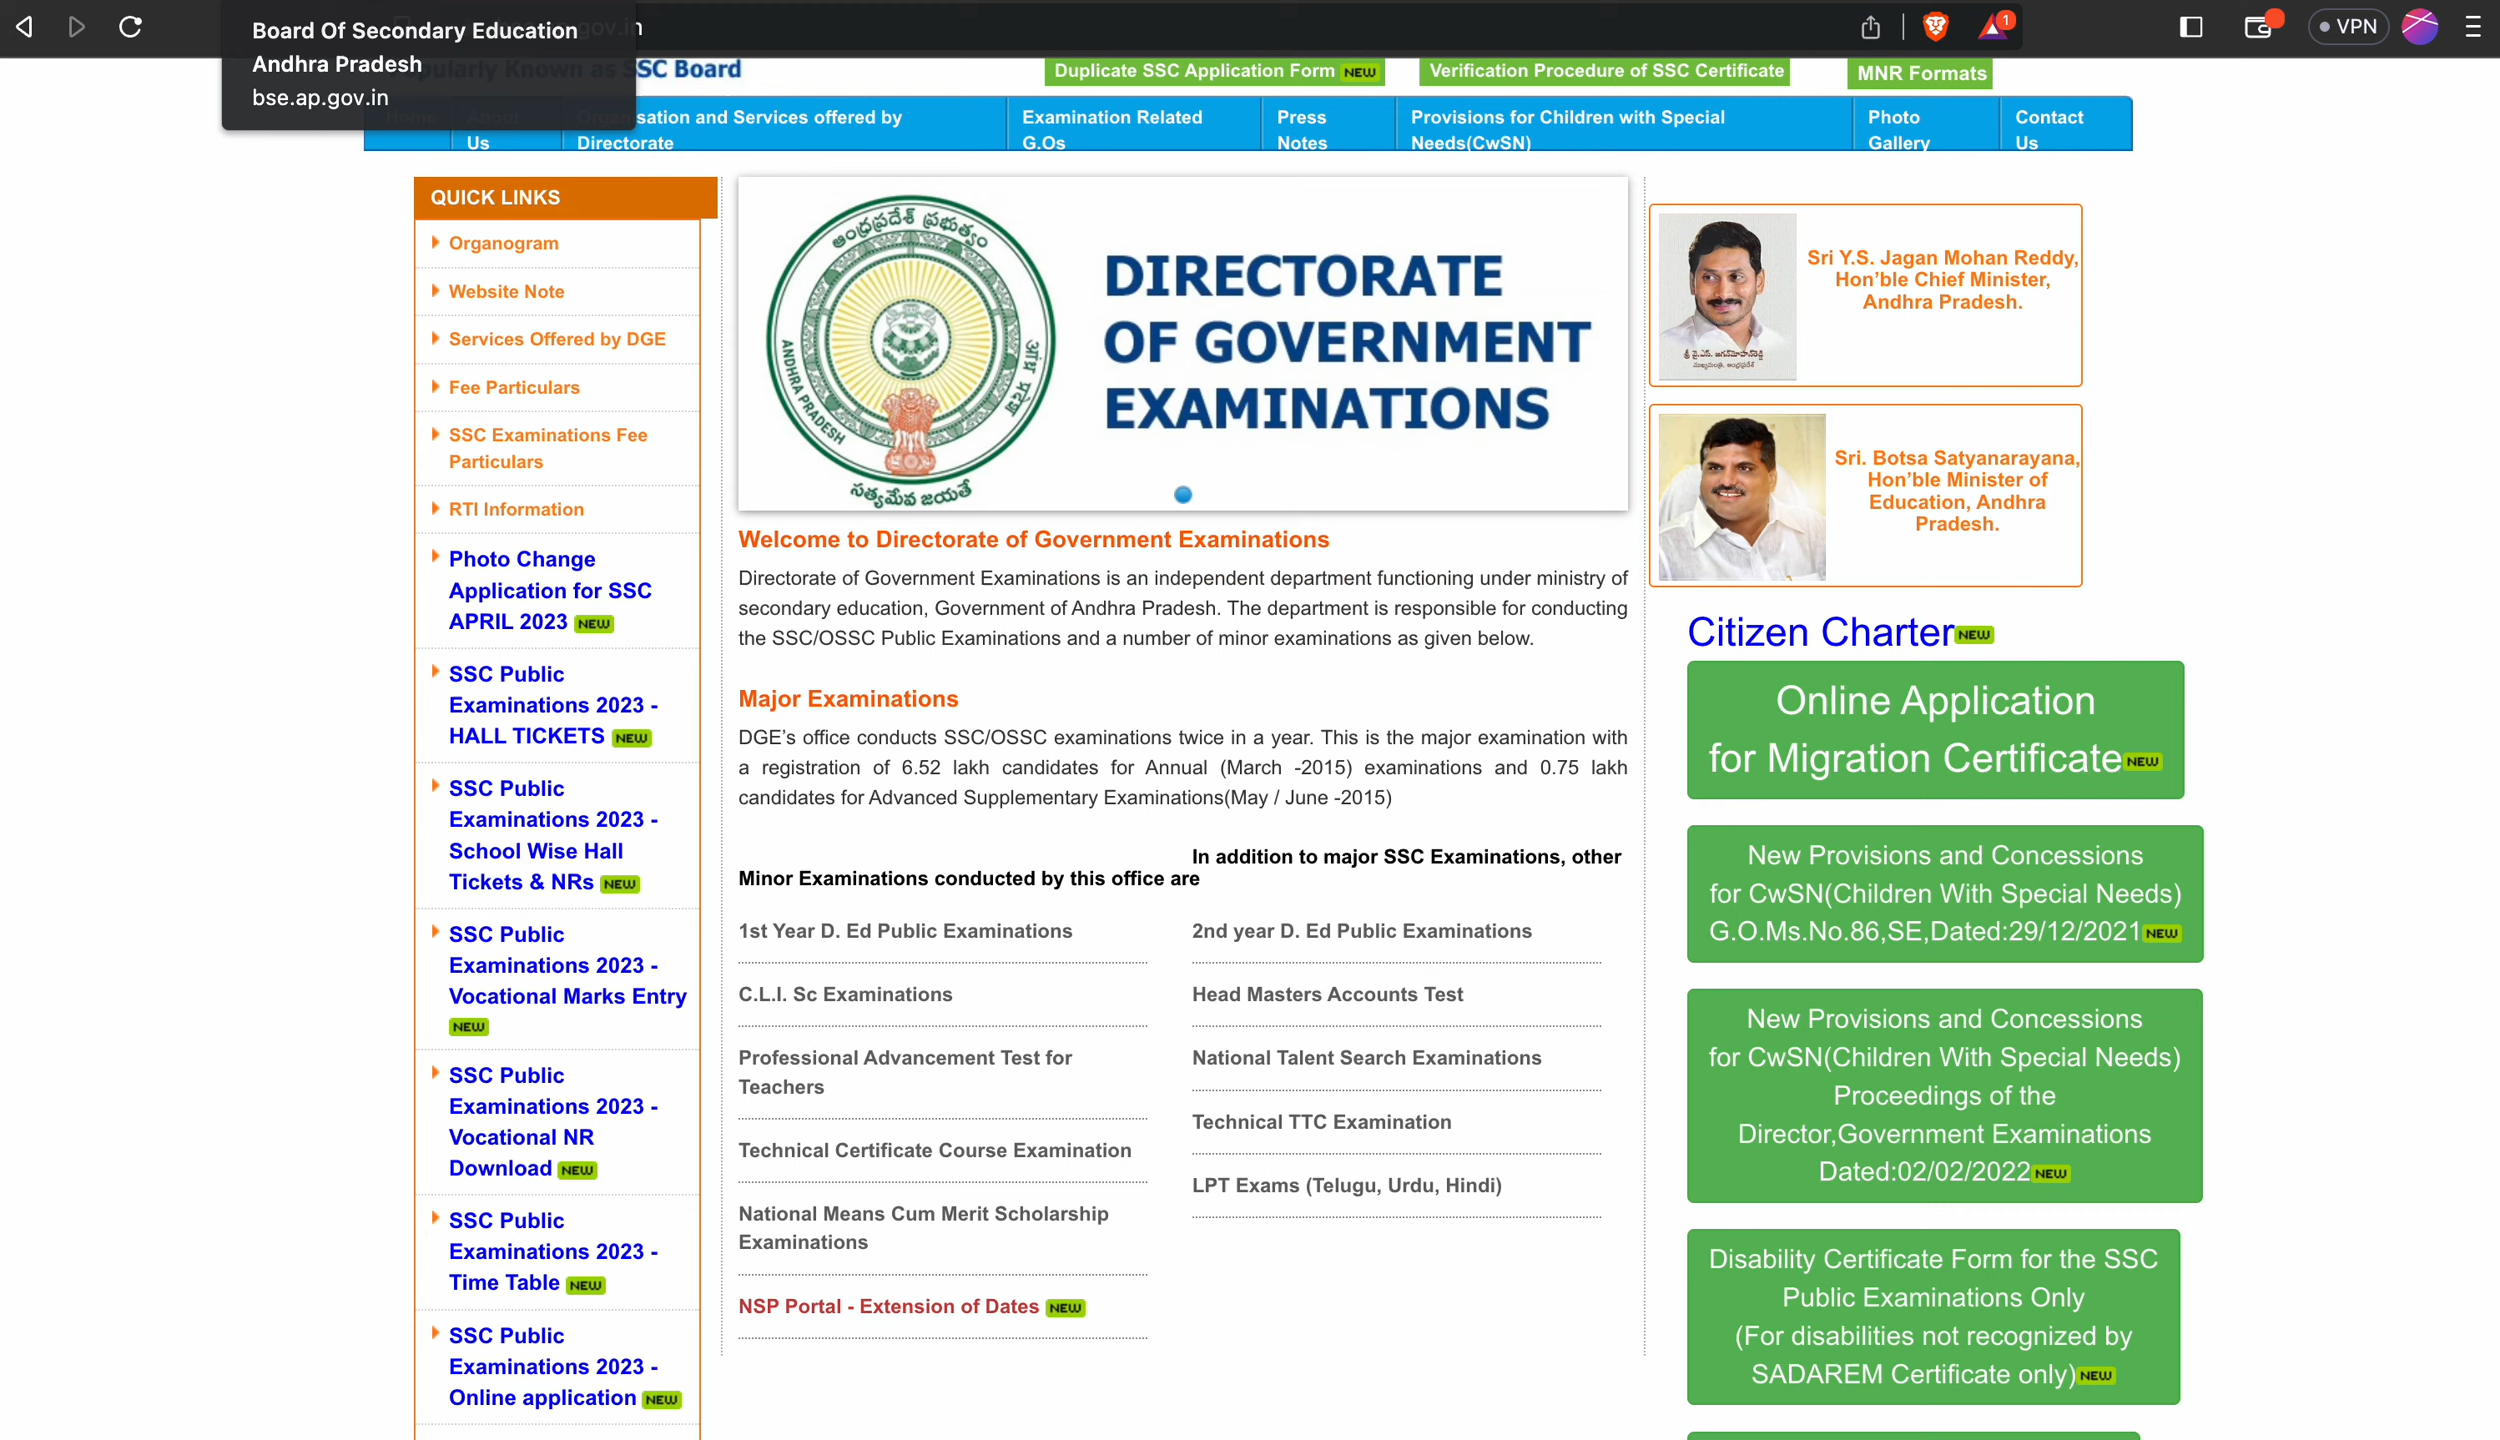 Board Of Secondary Education
Andhra Pradesh
bse.ap.gov.in
VPN
1
Popularly Known as SSC Board
Duplicate SSC Application Form NEW
Verification Procedure of SSC Certificate
MNR Formats
Home
About
Us
Organisation and Services offered by
Directorate
Examination Related
G.Os
Press
Notes
Provisions for Children with Special
Needs(CwSN)
Photo
Gallery
Contact
Us
QUICK LINKS
Organogram
Website Note
Services Offered by DGE
Fee Particulars
SSC Examinations Fee
Particulars
RTI Information
Photo Change
Application for SSC
APRIL 2023 NEW
SSC Public
Examinations 2023 -
HALL TICKETS NEW
SSC Public
Examinations 2023 -
School Wise Hall
Tickets & NRs NEW
SSC Public
Examinations 2023 -
Vocational Marks Entry
NEW
SSC Public
Examinations 2023 -
Vocational NR
Download NEW
SSC Public
Examinations 2023 -
Time Table NEW
SSC Public
Examinations 2023 -
Online application NEW
ఆంధ్రప్రదేశ్ ప్రభుత్వం
ANDHRA PRADESH
आंध्र प्रदेश
సత్యమేవ జయతే
DIRECTORATE
OF GOVERNMENT
EXAMINATIONS
Welcome to Directorate of Government Examinations
Directorate of Government Examinations is an independent department functioning under ministry of
secondary education, Government of Andhra Pradesh. The department is responsible for conducting
the SSC/OSSC Public Examinations and a number of minor examinations as given below.
Major Examinations
DGE's office conducts SSC/OSSC examinations twice in a year. This is the major examination with
a registration of 6.52 lakh candidates for Annual (March -2015) examinations and 0.75 lakh
candidates for Advanced Supplementary Examinations(May / June -2015)
In addition to major SSC Examinations, other
Minor Examinations conducted by this office are
1st Year D. Ed Public Examinations
C.L.I. Sc Examinations
Professional Advancement Test for
Teachers
Technical Certificate Course Examination
National Means Cum Merit Scholarship
Examinations
NSP Portal - Extension of Dates NEW
2nd year D. Ed Public Examinations
Head Masters Accounts Test
National Talent Search Examinations
Technical TTC Examination
LPT Exams (Telugu, Urdu, Hindi)
శ్రీ వై.ఎస్. జగన్‌మోహన్‌రెడ్డి
ముఖ్యమంత్రి, ఆంధ్రప్రదేశ్
Sri Y.S. Jagan Mohan Reddy,
Hon'ble Chief Minister,
Andhra Pradesh.
Sri. Botsa Satyanarayana,
Hon'ble Minister of
Education, Andhra
Pradesh.
Citizen Charter NEW
Online Application
for Migration Certificate NEW
New Provisions and Concessions
for CwSN(Children With Special Needs)
G.O.Ms.No.86,SE,Dated:29/12/2021 NEW
New Provisions and Concessions
for CwSN(Children With Special Needs)
Proceedings of the
Director,Government Examinations
Dated:02/02/2022 NEW
Disability Certificate Form for the SSC
Public Examinations Only
(For disabilities not recognized by
SADAREM Certificate only) NEW